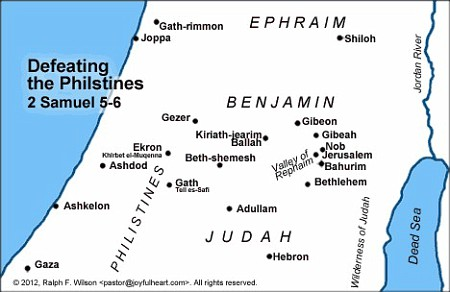 Gath-rimmon
Joppa
EPHRAIM
Shiloh
Jordan River
Defeating
the Philstines
2 Samuel 5-6
BENJAMIN
Gezer
Gibeon
Kiriath-jearim
Ballah
Gibeah
Nob
Ekron
Khirbet el-Muqenna
Jerusalem
Ashdod
Beth-shemesh
Valley of
Rephaim
Bahurim
Gath
Tell es-Safi
Bethlehem
PHILISTINES
Ashkelon
Adullam
Wilderness of Judah
Dead Sea
JUDAH
Gaza
Hebron
© 2012, Ralph F. Wilson <pastor@joyfulheart.com>. All rights reserved.